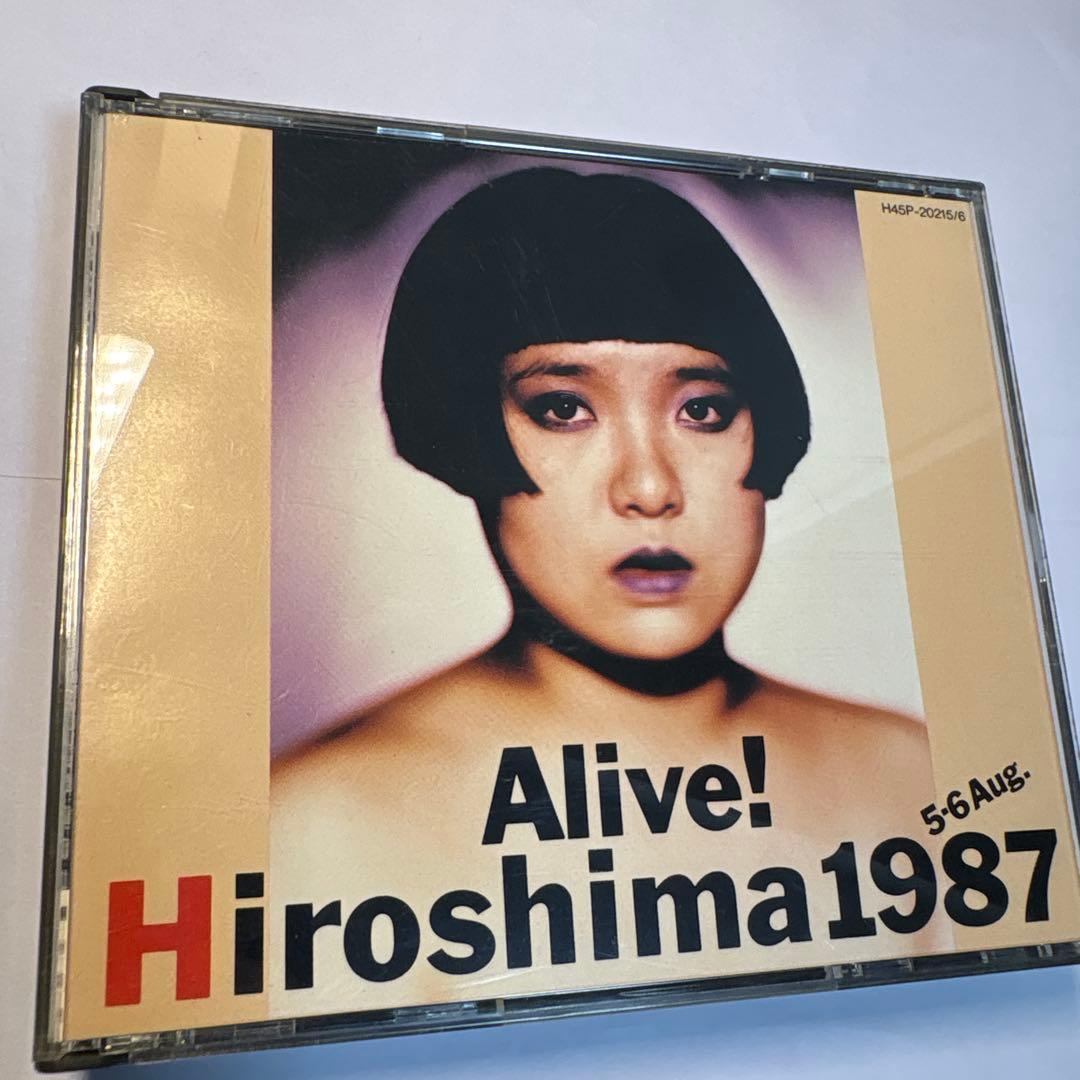 H45P-20215/6
Alive!
5·6 Aug.
Hiroshima 1987